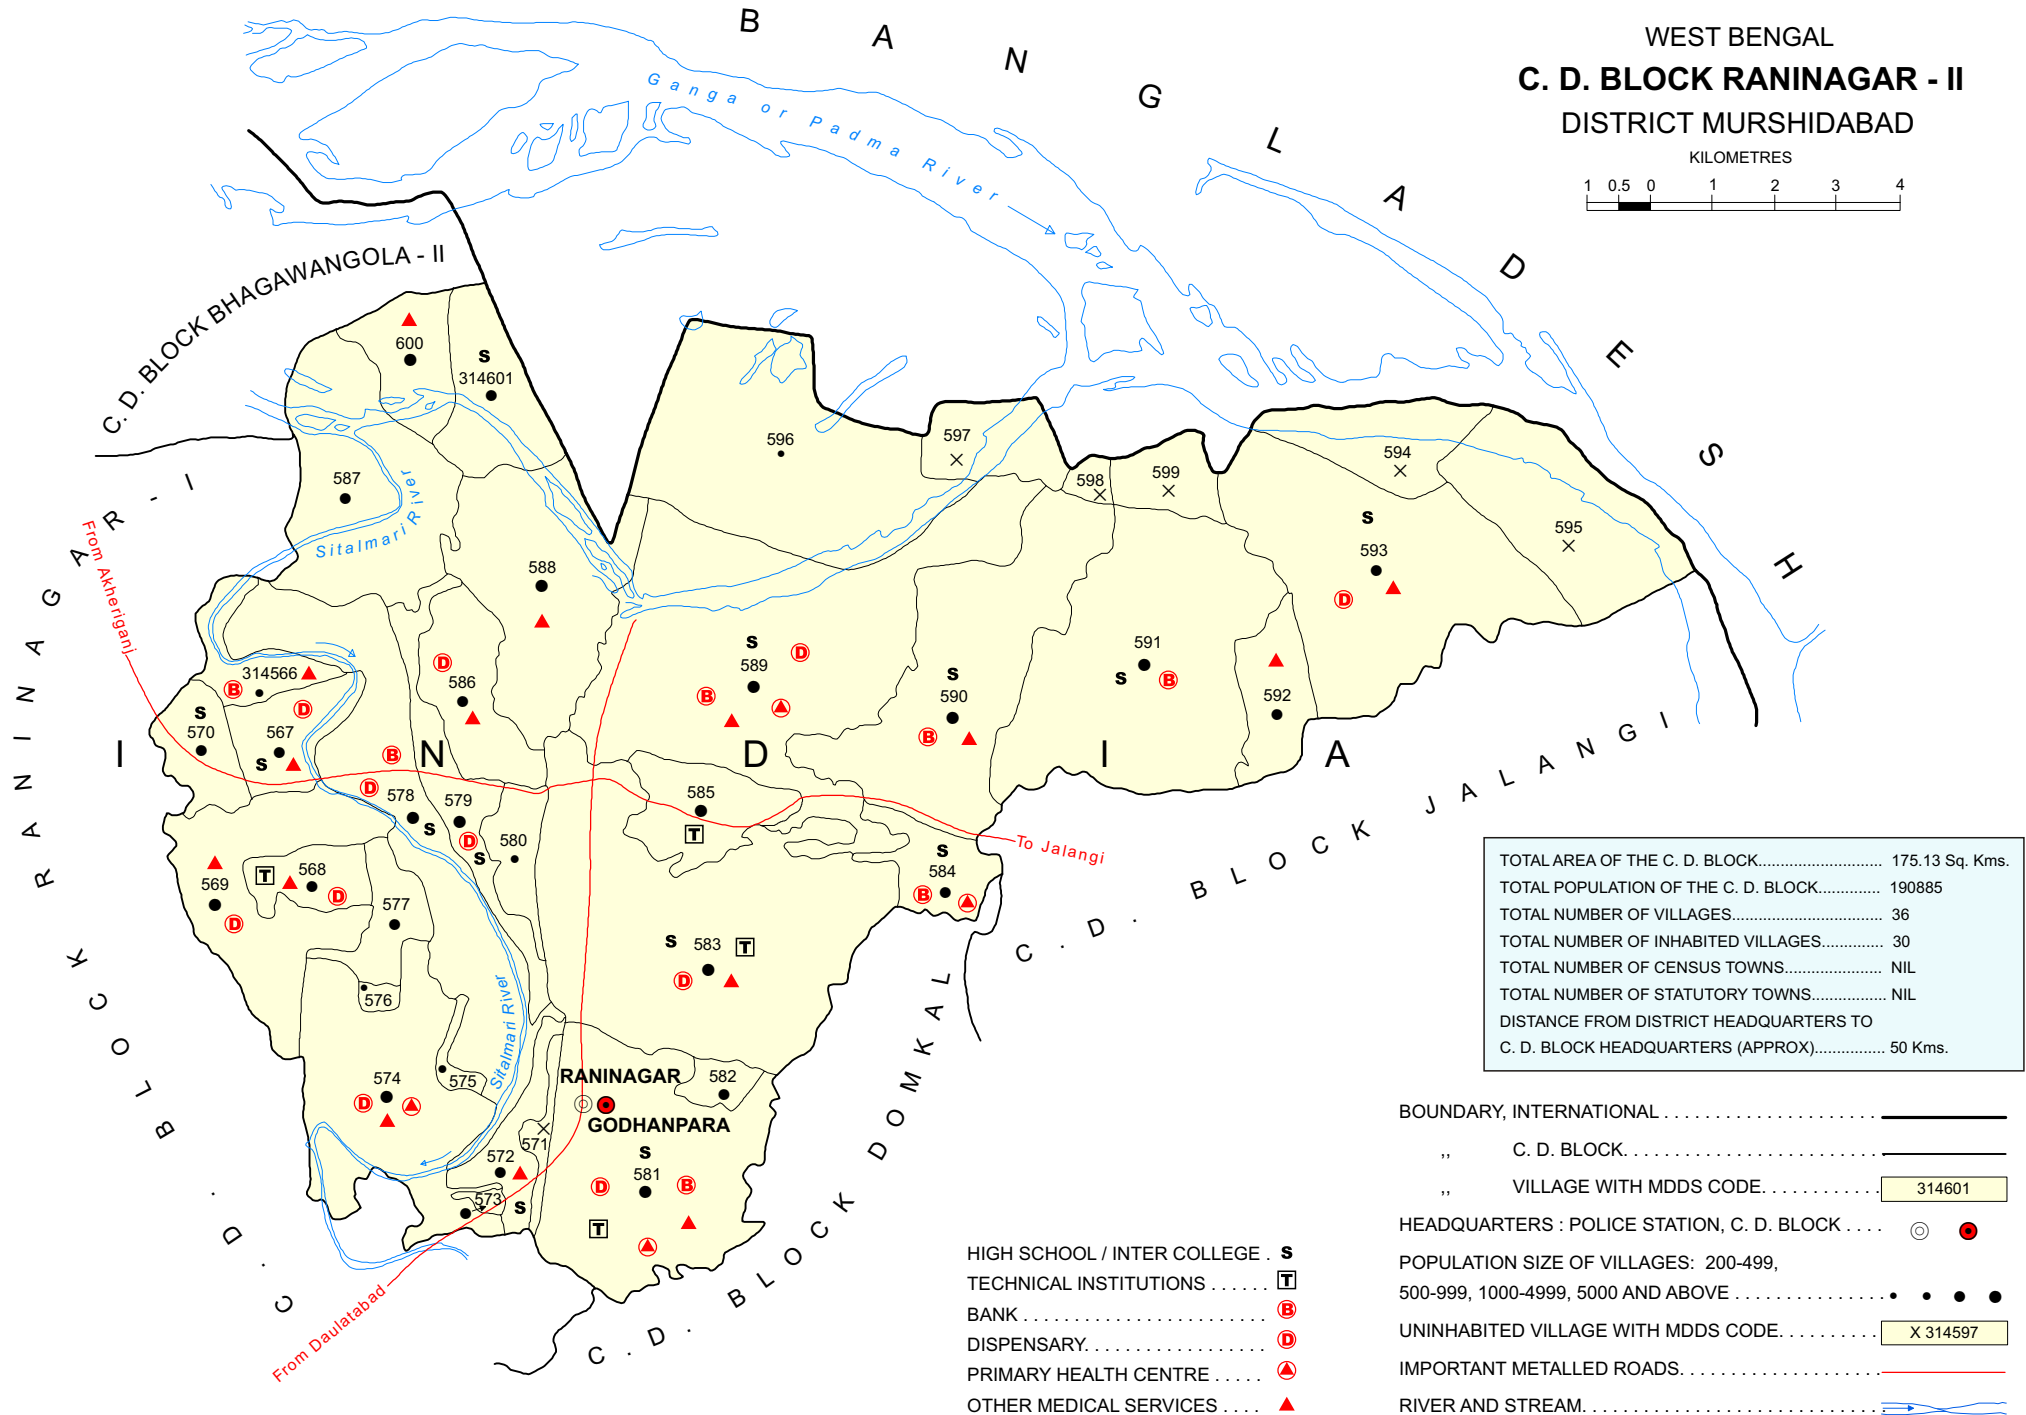 WEST BENGAL
C. D. BLOCK RANINAGAR - II
DISTRICT MURSHIDABAD
KILOMETRES
1 0.5 0 1 2 3 4
BANGLADESH
Ganga or Padma River
C. D. BLOCK BHAGAWANGOLA - II
600
S
314601
596
597
598
599
594
595
587
Sitalmari River
C. D. BLOCK RANINAGAR - I
From Akheriganj
588
S
593
D
314566
B
D
S
570
567
S
D
586
B
D
S
589
D
B
S
590
B
591
S
B
592
I N D I A
578
S
579
D
S
580
585
T
To Jalangi
S
584
B
C. D. BLOCK JALANGI
569
D
T
568
D
577
576
S
583
T
D
Sitalmari River
575
574
D
RANINAGAR
582
GODHANPARA
571
572
573
S
S
581
D
B
T
C. D. BLOCK DOMKAL
From Daulatabad
TOTAL AREA OF THE C. D. BLOCK............................ 175.13 Sq. Kms.
TOTAL POPULATION OF THE C. D. BLOCK.............. 190885
TOTAL NUMBER OF VILLAGES.................................. 36
TOTAL NUMBER OF INHABITED VILLAGES.............. 30
TOTAL NUMBER OF CENSUS TOWNS...................... NIL
TOTAL NUMBER OF STATUTORY TOWNS................. NIL
DISTANCE FROM DISTRICT HEADQUARTERS TO
C. D. BLOCK HEADQUARTERS (APPROX)................ 50 Kms.
HIGH SCHOOL / INTER COLLEGE . S
TECHNICAL INSTITUTIONS . . . . . . T
BANK . . . . . . . . . . . . . . . . . . . . . . . . B
DISPENSARY. . . . . . . . . . . . . . . . . . D
PRIMARY HEALTH CENTRE . . . . .
OTHER MEDICAL SERVICES . . . .
BOUNDARY, INTERNATIONAL . . . . . . . . . . . . . . . . . . . . .
,, C. D. BLOCK. . . . . . . . . . . . . . . . . . . . . . . . .
,, VILLAGE WITH MDDS CODE. . . . . . . . . . . . 314601
HEADQUARTERS : POLICE STATION, C. D. BLOCK . . . .
POPULATION SIZE OF VILLAGES: 200-499,
500-999, 1000-4999, 5000 AND ABOVE . . . . . . . . . . . . . . .
UNINHABITED VILLAGE WITH MDDS CODE. . . . . . . . . . X 314597
IMPORTANT METALLED ROADS. . . . . . . . . . . . . . . . . . . .
RIVER AND STREAM. . . . . . . . . . . . . . . . . . . . . . . . . . . . .